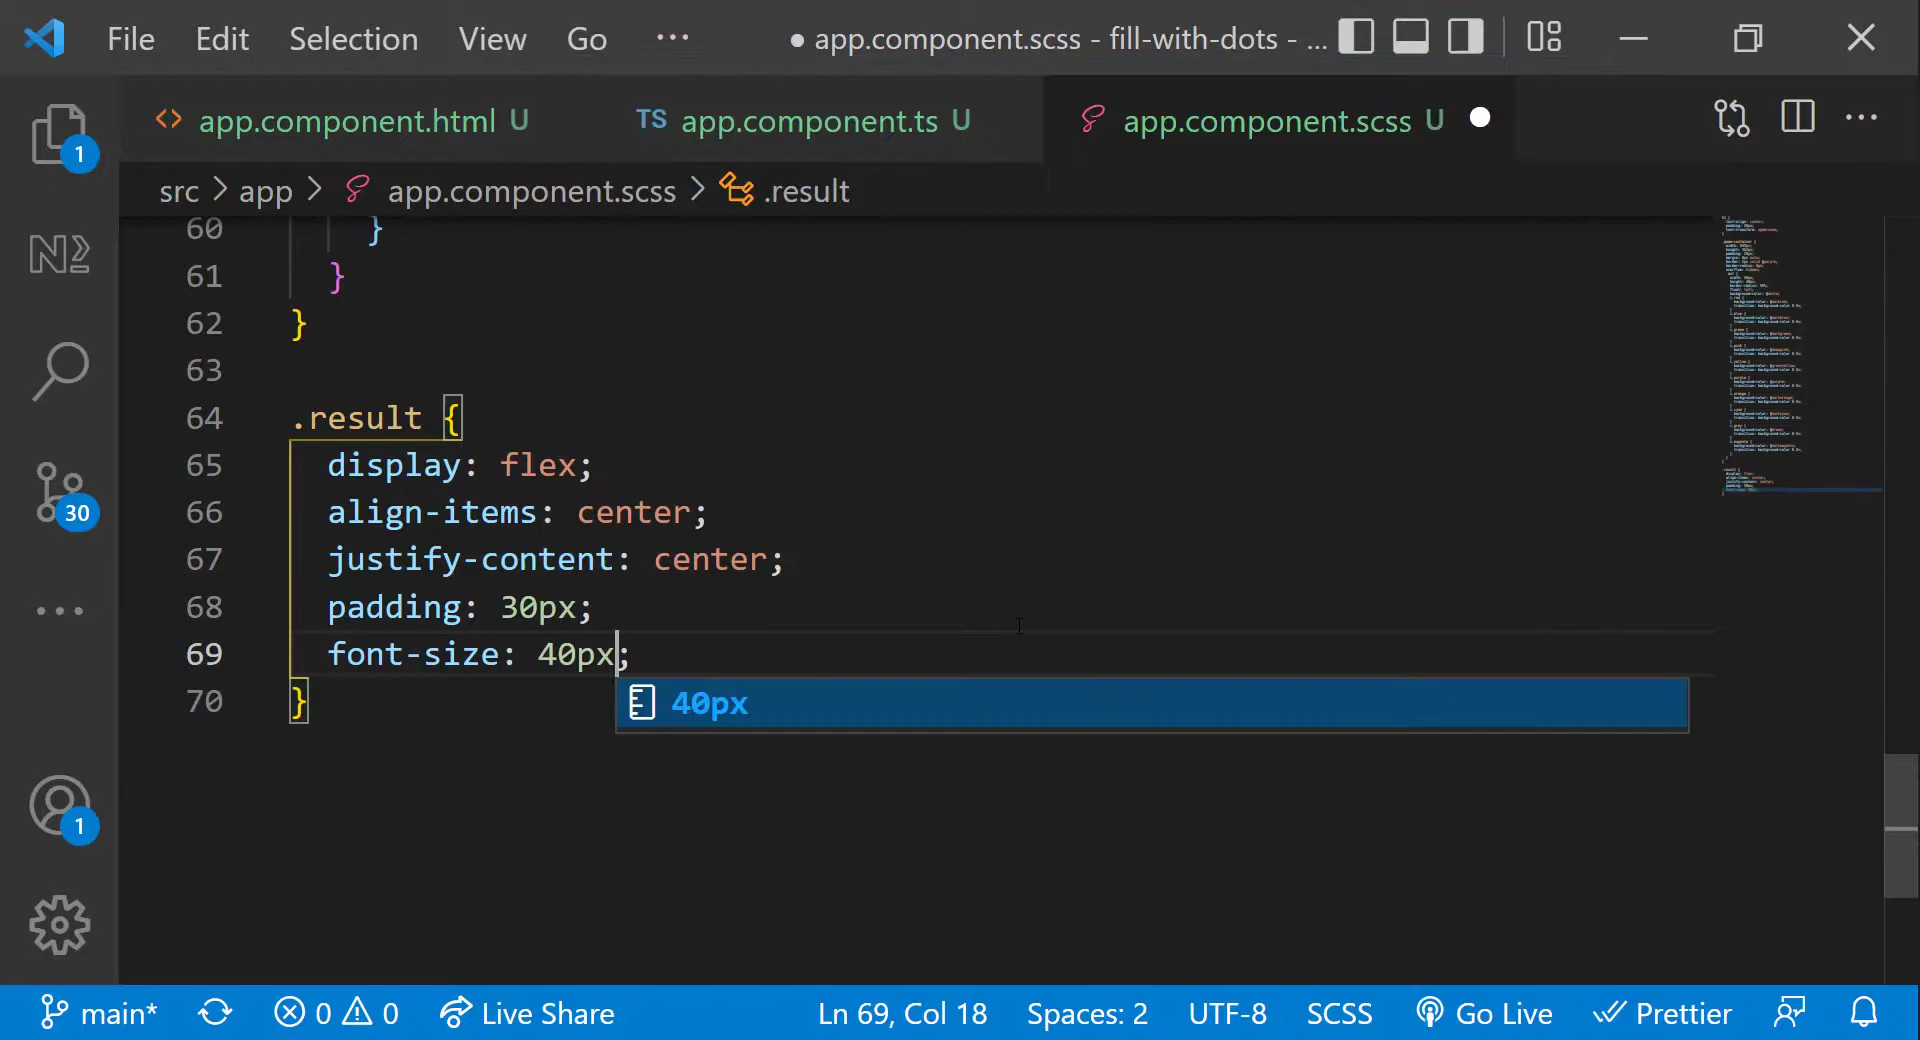 File Edit Selection View Go ··· ● app.component.scss - fill-with-dots - ...
<> app.component.html U TS app.component.ts U app.component.scss U
src > app > app.component.scss > .result
1
60 }
61 }
62 }
63
64 .result {
65 display: flex;
66 align-items: center;
67 justify-content: center;
68 padding: 30px;
69 font-size: 40px;
40px
70 }
30
1
main* 0 0 Live Share Ln 69, Col 18 Spaces: 2 UTF-8 SCSS Go Live Prettier